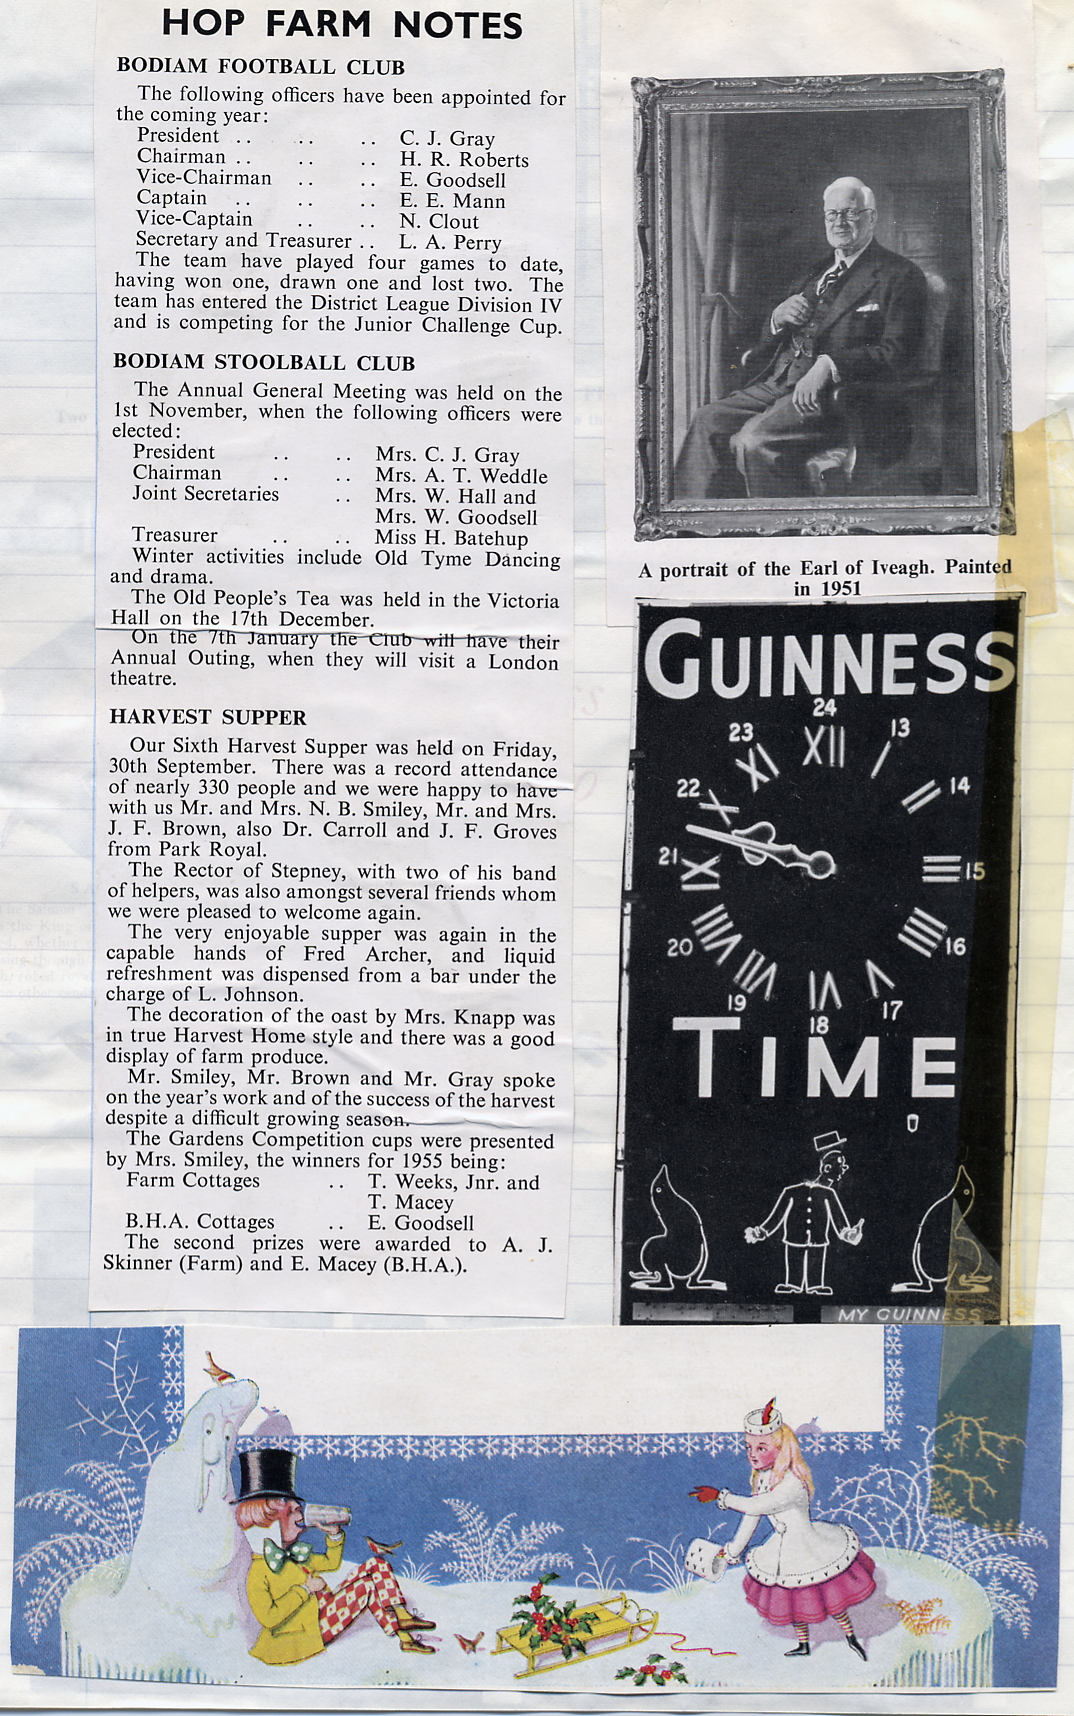 HOP FARM NOTES
BODIAM FOOTBALL CLUB
The following officers have been appointed for
the coming year:
President .. .. .. C. J. Gray
Chairman .. .. .. H. R. Roberts
Vice-Chairman .. .. E. Goodsell
Captain .. .. .. E. E. Mann
Vice-Captain .. .. N. Clout
Secretary and Treasurer .. L. A. Perry
The team have played four games to date,
having won one, drawn one and lost two. The
team has entered the District League Division IV
and is competing for the Junior Challenge Cup.
BODIAM STOOLBALL CLUB
The Annual General Meeting was held on the
1st November, when the following officers were
elected:
President .. .. Mrs. C. J. Gray
Chairman .. .. Mrs. A. T. Weddle
Joint Secretaries .. Mrs. W. Hall and
Mrs. W. Goodsell
Treasurer .. .. Miss H. Batehup
Winter activities include Old Tyme Dancing
and drama.
The Old People's Tea was held in the Victoria
Hall on the 17th December.
On the 7th January the Club will have their
Annual Outing, when they will visit a London
theatre.
HARVEST SUPPER
Our Sixth Harvest Supper was held on Friday,
30th September. There was a record attendance
of nearly 330 people and we were happy to have
with us Mr. and Mrs. N. B. Smiley, Mr. and Mrs.
J. F. Brown, also Dr. Carroll and J. F. Groves
from Park Royal.
The Rector of Stepney, with two of his band
of helpers, was also amongst several friends whom
we were pleased to welcome again.
The very enjoyable supper was again in the
capable hands of Fred Archer, and liquid
refreshment was dispensed from a bar under the
charge of L. Johnson.
The decoration of the oast by Mrs. Knapp was
in true Harvest Home style and there was a good
display of farm produce.
Mr. Smiley, Mr. Brown and Mr. Gray spoke
on the year's work and of the success of the harvest
despite a difficult growing season.
The Gardens Competition cups were presented
by Mrs. Smiley, the winners for 1955 being:
Farm Cottages .. T. Weeks, Jnr. and
T. Macey
B.H.A. Cottages .. E. Goodsell
The second prizes were awarded to A. J.
Skinner (Farm) and E. Macey (B.H.A.).
A portrait of the Earl of Iveagh. Painted
in 1951
GUINNESS
24
23
13
XII
XI
I
22
14
X
II
21
15
IX
III
20
16
VIII
IIII
19
17
VII
V
VI
18
TIME
MY GUINNESS